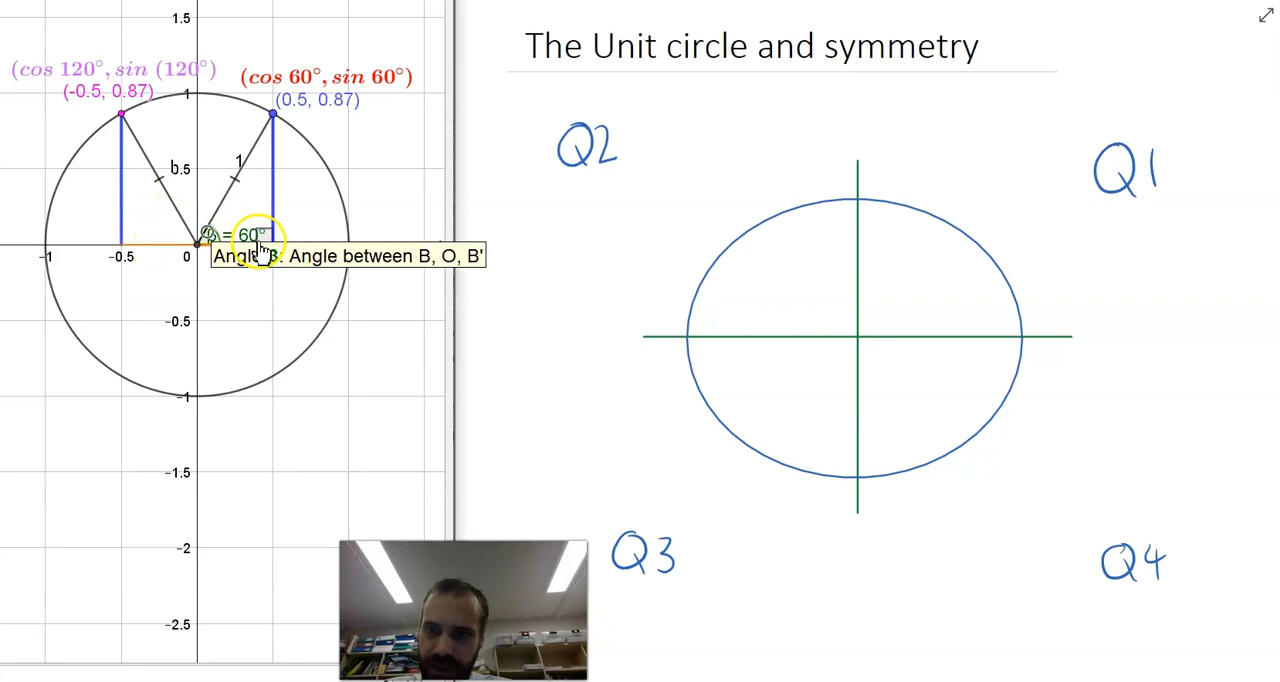 The Unit circle and symmetry
1.5
(cos 120°, sin (120°)
(-0.5, 0.87)
(cos 60°, sin 60°)
(0.5, 0.87)
1
0.5
1
= 60°
-1
-0.5
0
Angle between B, O, B'
-0.5
-1
-1.5
-2
-2.5
Q2
Q1
Q3
Q4